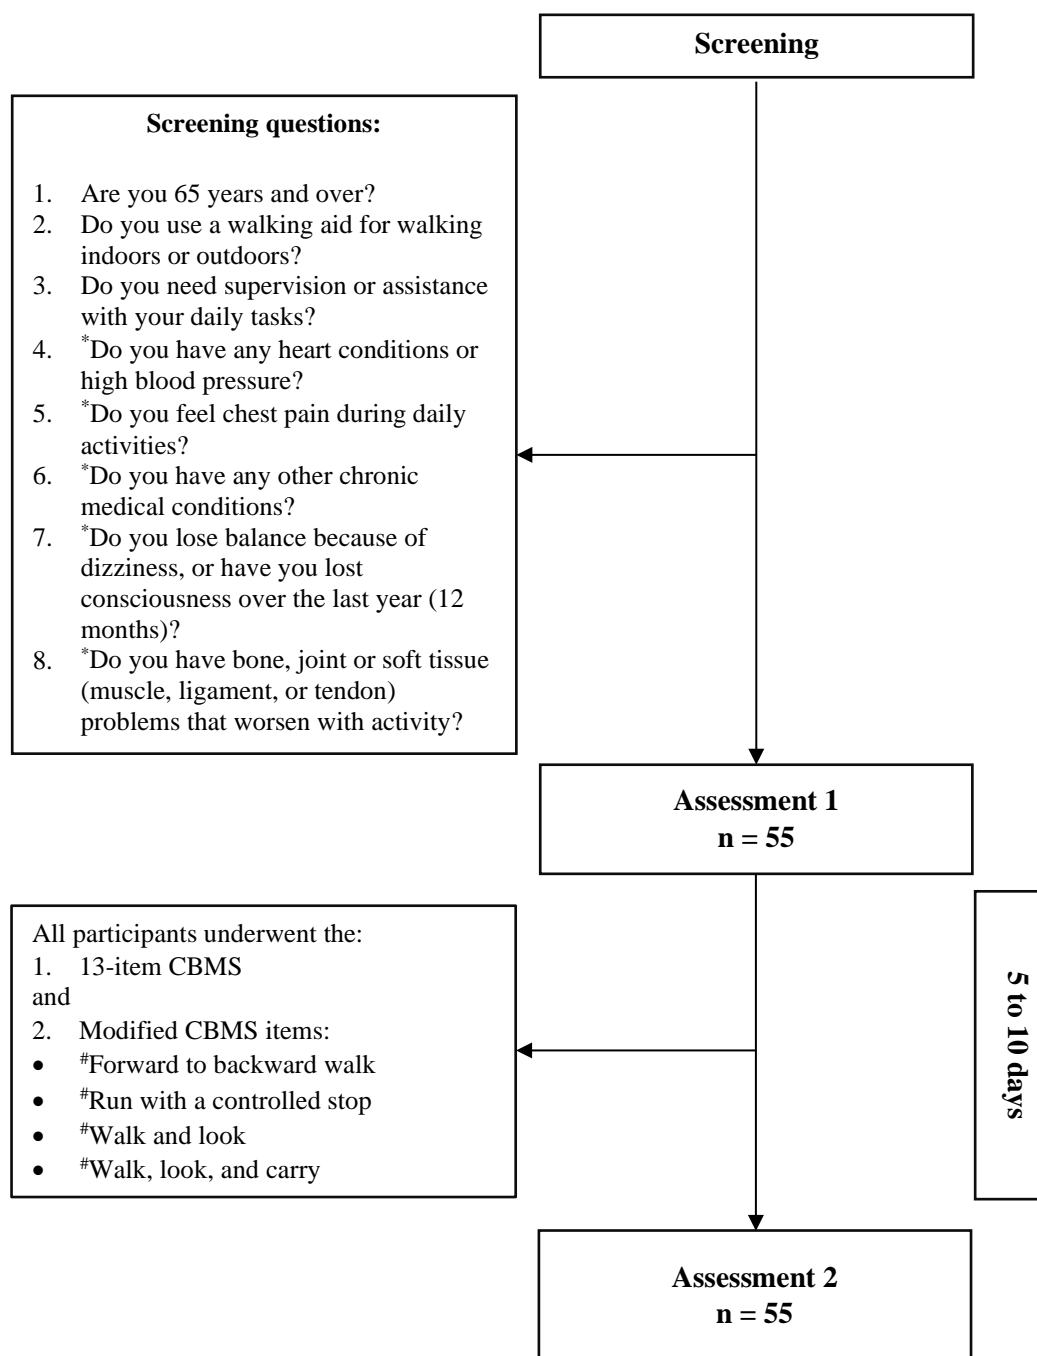 Screening
Screening questions:
1. Are you 65 years and over?
2. Do you use a walking aid for walking
indoors or outdoors?
3. Do you need supervision or assistance
with your daily tasks?
4. *Do you have any heart conditions or
high blood pressure?
5. *Do you feel chest pain during daily
activities?
6. *Do you have any other chronic
medical conditions?
7. *Do you lose balance because of
dizziness, or have you lost
consciousness over the last year (12
months)?
8. *Do you have bone, joint or soft tissue
(muscle, ligament, or tendon)
problems that worsen with activity?
Assessment 1
n = 55
All participants underwent the:
1. 13-item CBMS
and
2. Modified CBMS items:
• #Forward to backward walk
• #Run with a controlled stop
• #Walk and look
• #Walk, look, and carry
5 to 10 days
Assessment 2
n = 55